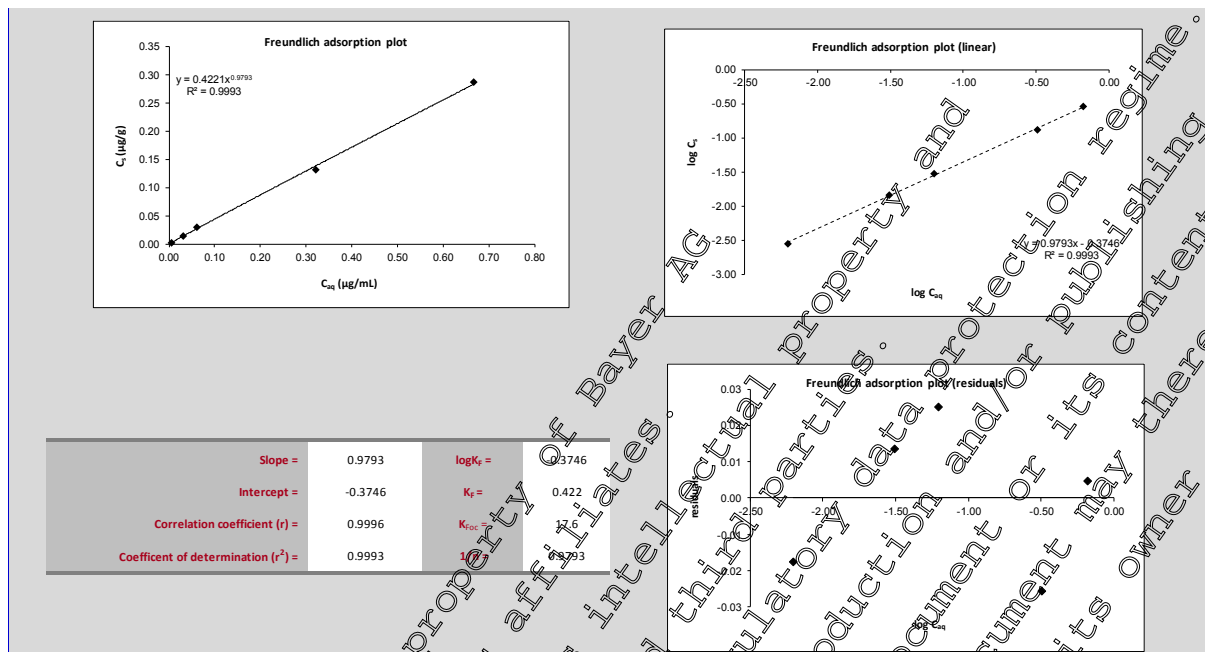 Freundlich adsorption plot
0.35
0.30
0.25
0.20
0.15
0.10
0.05
0.00
y = 0.4221x^0.9793
R² = 0.9993
Cs (µg/g)
0.00 0.10 0.20 0.30 0.40 0.50 0.60 0.70 0.80
Caq (µg/mL)
Freundlich adsorption plot (linear)
0.00
-2.50 -2.00 -1.50 -1.00 -0.50 0.00
-0.50
-1.00
-1.50
-2.00
-2.50
-3.00
log Cs
y = 0.9793x - 0.3746
R² = 0.9993
log Caq
Freundlich adsorption plot (residuals)
0.03
0.02
0.01
0.00
-0.01
-0.02
-0.03
-2.50 -2.00 -1.50 -1.00 -0.50 0.0
residuals
log Caq
Slope = 0.9793 logKF = -0.3746
Intercept = -0.3746 KF = 0.422
Correlation coefficient (r) = 0.9996 KFoc = 17.6
Coefficent of determination (r²) = 0.9993 1/n = 0.9793
property of Bayer AG
affiliates.
intellectual property and
third parties.
data protection regime.
and/or publishing
document or its content
document may
its owner